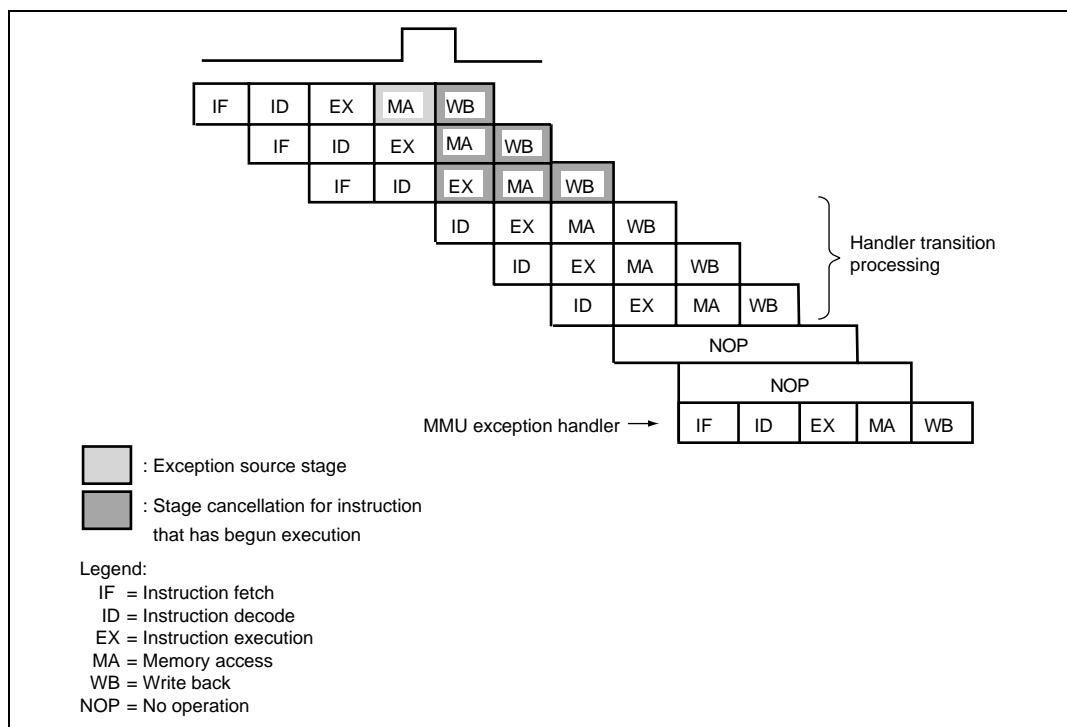 IF ID EX MA WB
IF ID EX MA WB
IF ID EX MA WB
ID EX MA WB
ID EX MA WB
ID EX MA WB
Handler transition
processing
NOP
NOP
MMU exception handler → IF ID EX MA WB
: Exception source stage
: Stage cancellation for instruction
that has begun execution
Legend:
IF = Instruction fetch
ID = Instruction decode
EX = Instruction execution
MA = Memory access
WB = Write back
NOP = No operation